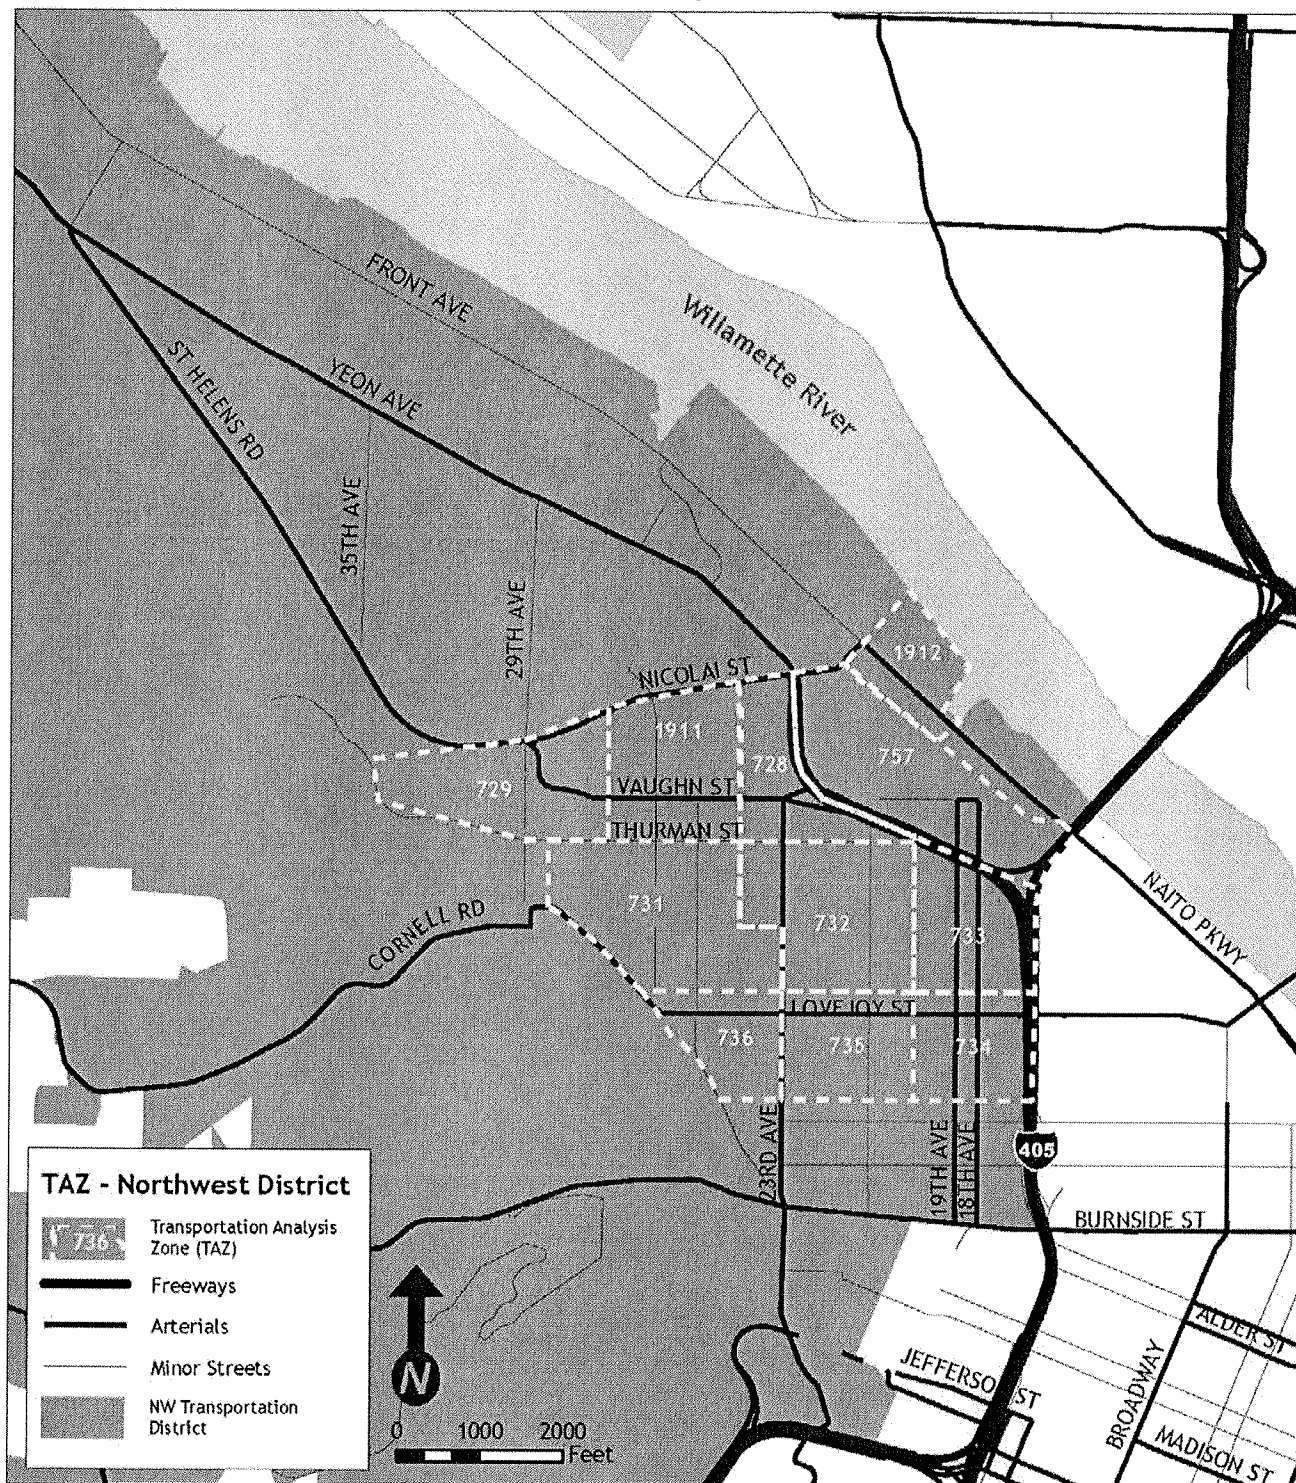 FRONT AVE
Willamette River
YEON AVE
ST HELENS RD
35TH AVE
29TH AVE
NICOLAI ST
1912
1911
728
757
729
VAUGHN ST
THURMAN ST
731
732
733
CORNELL RD
NAITO PKWY
LOVEJOY ST
736
735
734
23RD AVE
19TH AVE
18TH AVE
405
BURNSIDE ST
ALDER ST
JEFFERSON ST
BROADWAY
MADISON ST
TAZ - Northwest District
736
Transportation Analysis
Zone (TAZ)
Freeways
Arterials
Minor Streets
NW Transportation
District
N
0 1000 2000
Feet